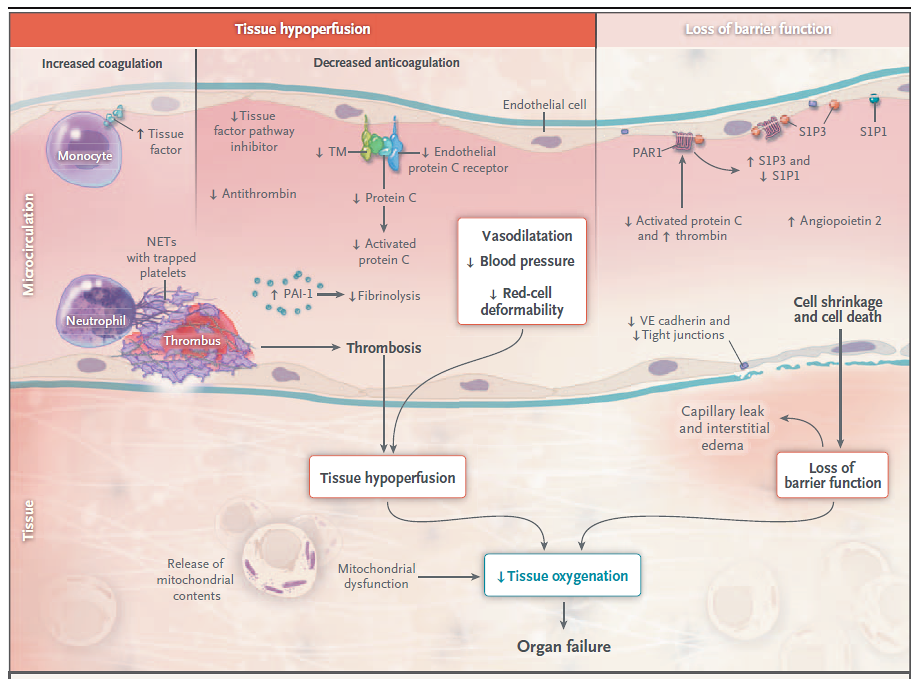 Tissue hypoperfusion
Loss of barrier function
Increased coagulation
Decreased anticoagulation
Microcirculation
Monocyte
↑ Tissue
factor
↓Tissue
factor pathway
inhibitor
↓ Antithrombin
↓ TM
↓ Endothelial
protein C receptor
↓ Protein C
↓ Activated
protein C
Endothelial cell
PAR1
↑ S1P3 and
↓ S1P1
S1P3
S1P1
↓ Activated protein C
and ↑ thrombin
↑ Angiopoietin 2
NETs
with trapped
platelets
Neutrophil
Thrombus
↑ PAI-1
↓Fibrinolysis
Thrombosis
Vasodilatation
↓ Blood pressure
↓ Red-cell
deformability
↓ VE cadherin and
↓Tight junctions
Cell shrinkage
and cell death
Tissue
Capillary leak
and interstitial
edema
Tissue hypoperfusion
Loss of
barrier function
Release of
mitochondrial
contents
Mitochondrial
dysfunction
↓Tissue oxygenation
Organ failure